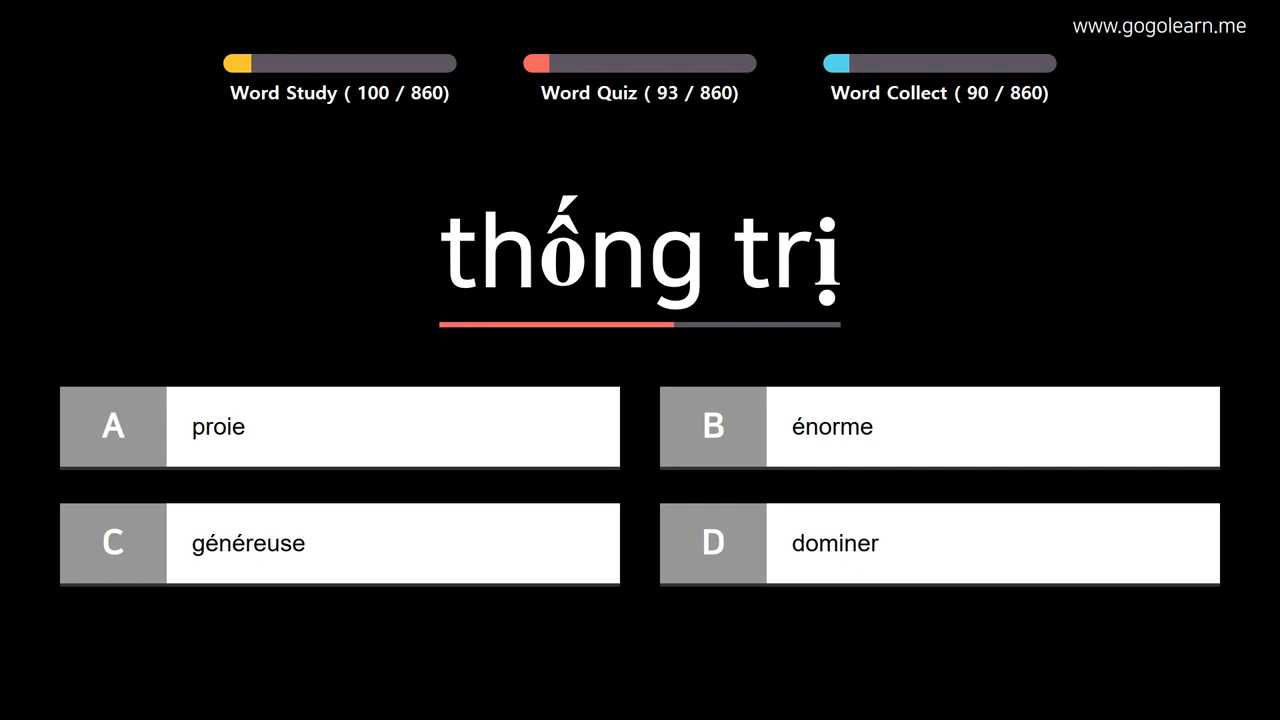 www.gogolearn.me
Word Study ( 100 / 860)
Word Quiz ( 93 / 860)
Word Collect ( 90 / 860)
thống trị
A proie
B énorme
C généreuse
D dominer